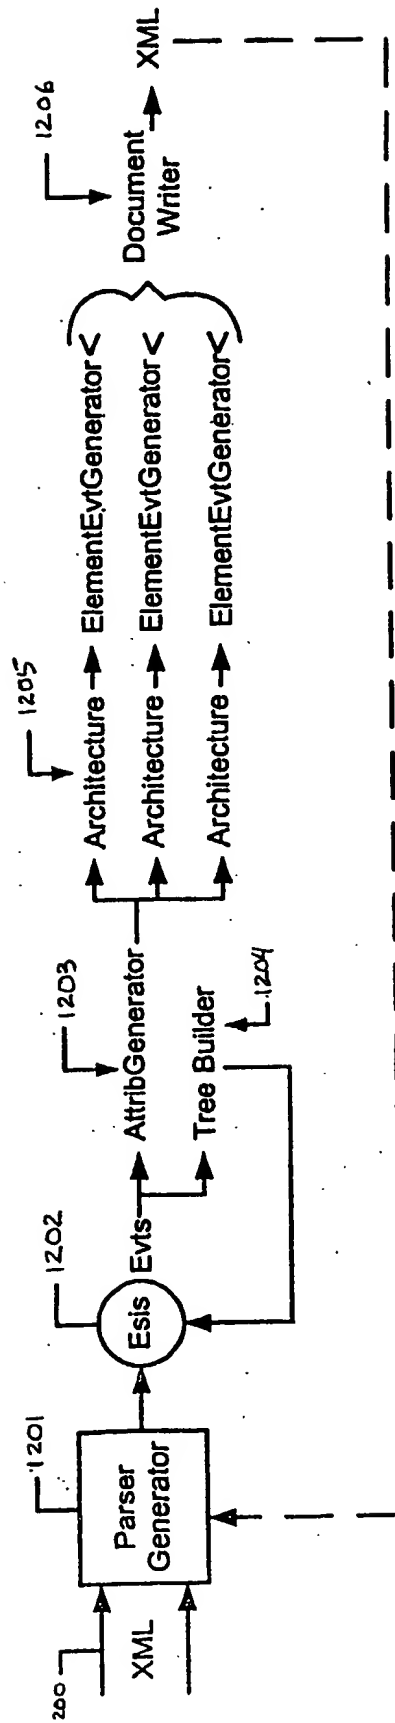 200
XML
1201
Parser
Generator
1202
Esis
Evts
1203
AttribGenerator
Tree Builder
1204
1205
Architecture
ElementEvtGenerator
Architecture
ElementEvtGenerator
Architecture
ElementEvtGenerator
1206
Document
Writer
XML